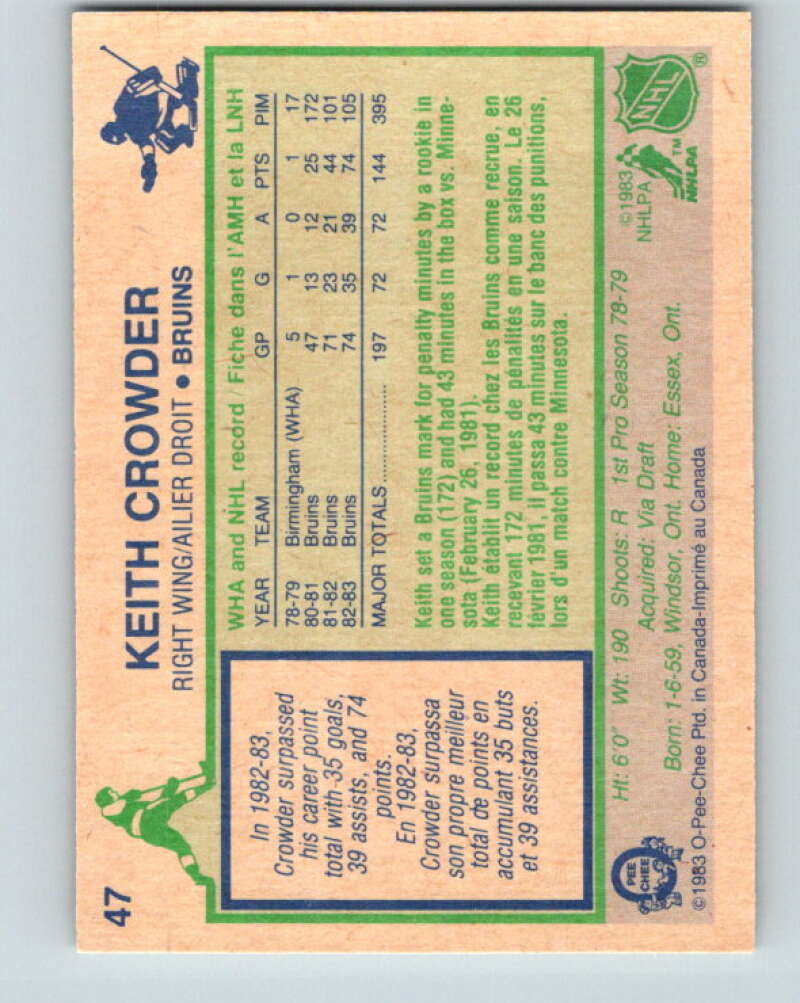 47
KEITH CROWDER
RIGHT WING/AILIER DROIT • BRUINS
In 1982-83,
Crowder surpassed
his career point
total with 35 goals,
39 assists, and 74
points.
En 1982-83,
Crowder surpassa
son propre meilleur
total de points en
accumulant 35 buts
et 39 assistances.
WHA and NHL record / Fiche dans l'AMH et la LNH
YEAR TEAM GP G A PTS PIM
78-79 Birmingham (WHA) 5 1 0 1 17
80-81 Bruins 47 13 12 25 172
81-82 Bruins 71 23 21 44 101
82-83 Bruins 74 35 39 74 105
MAJOR TOTALS .................... 197 72 72 144 395
Keith set a Bruins mark for penalty minutes by a rookie in
one season (172) and had 43 minutes in the box vs. Minne-
sota (February 26, 1981).
Keith établit un record chez les Bruins comme recrue, en
recevant 172 minutes de pénalités en une saison. Le 26
février 1981, il passa 43 minutes sur le banc des punitions,
lors d'un match contre Minnesota.
Ht: 6'0" Wt: 190 Shoots: R 1st Pro Season 78-79
Acquired: Via Draft
Born: 1-6-59, Windsor, Ont. Home: Essex, Ont.
©1983 O-Pee-Chee Ptd. in Canada-Imprimé au Canada
O
PEE
CHEE
©1983
NHLPA
NHL
®
TM
NHLPA